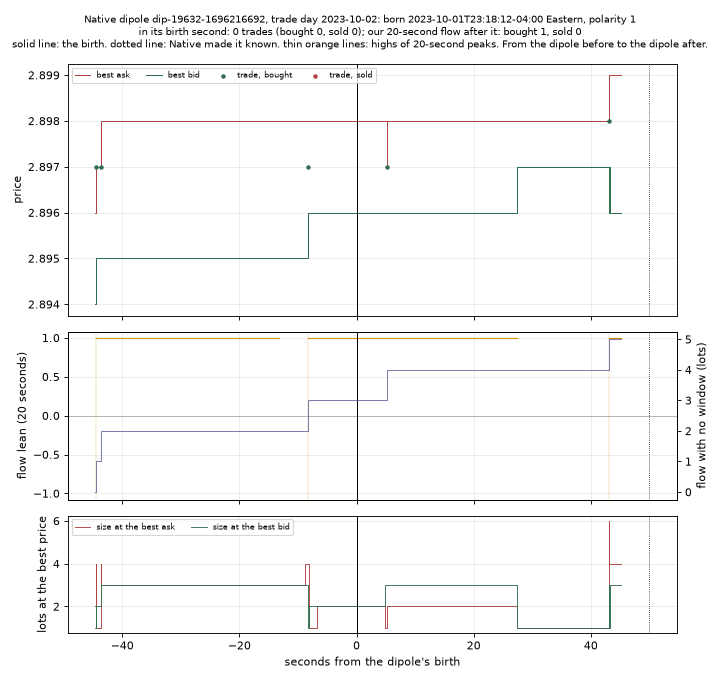 Native dipole dip-19632-1696216692, trade day 2023-10-02: born 2023-10-01T23:18:12-04:00 Eastern, polarity 1
in its birth second: 0 trades (bought 0, sold 0); our 20-second flow after it: bought 1, sold 0
solid line: the birth. dotted line: Native made it known. thin orange lines: highs of 20-second peaks. From the dipole before to the dipole after.
best ask
best bid
trade, bought
trade, sold
2.899
2.898
2.897
2.896
2.895
2.894
price
1.0
0.5
0.0
−0.5
−1.0
flow lean (20 seconds)
5
4
3
2
1
0
flow with no window (lots)
size at the best ask
size at the best bid
6
4
2
lots at the best price
−40
−20
0
20
40
seconds from the dipole's birth